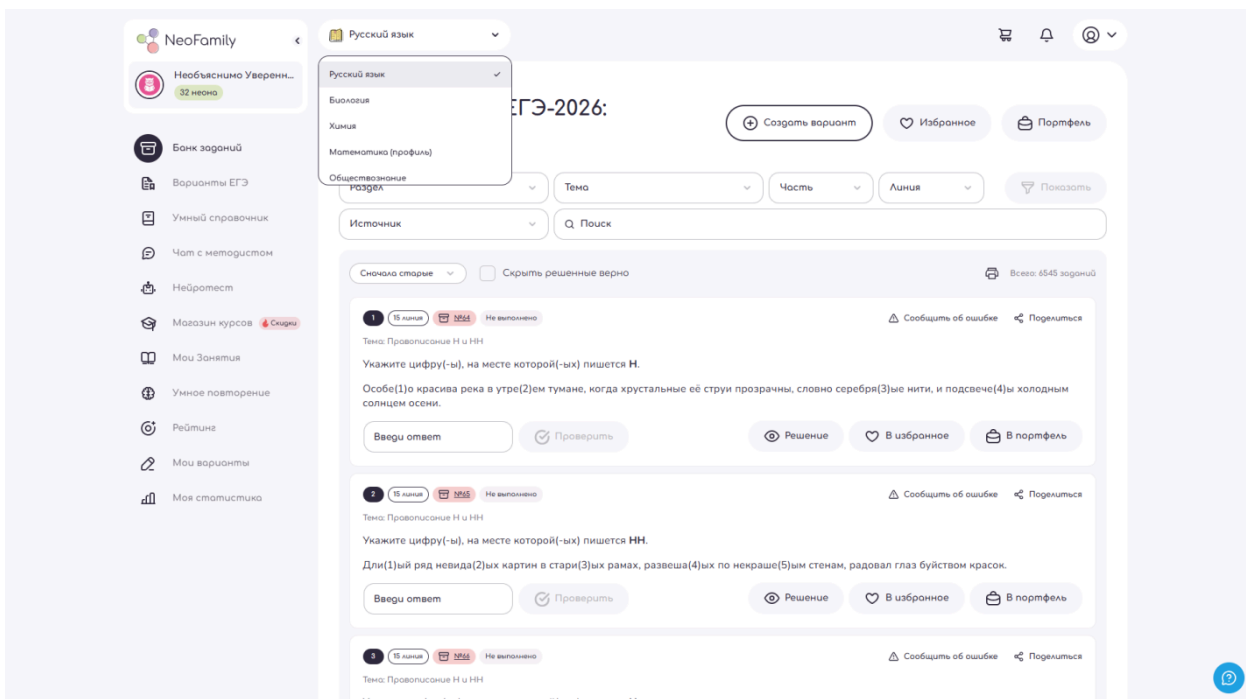 NeoFamily
Русский язык
Необъяснимо Уверенн...
32 неона
Русский язык
Биология
Химия
Математика (профиль)
Обществознание
ЕГЭ-2026:
Создать вариант
Избранное
Портфель
Банк заданий
Варианты ЕГЭ
Умный справочник
Чат с методистом
Нейротест
Магазин курсов
Скидки
Мои Занятия
Умное повторение
Рейтинг
Мои варианты
Моя статистика
Раздел
Тема
Часть
Линия
Показать
Источник
Поиск
Сначала старые
Скрыть решенные верно
Всего: 6545 заданий
1 15 линия №64 Не выполнено
Сообщить об ошибке Поделиться
Тема: Правописание Н и НН
Укажите цифру(-ы), на месте которой(-ых) пишется Н.
Особе(1)о красива река в утре(2)ем тумане, когда хрустальные её струи прозрачны, словно серебря(3)ые нити, и подсвече(4)ы холодным
солнцем осени.
Введи ответ Проверить Решение В избранное В портфель
2 15 линия №65 Не выполнено
Сообщить об ошибке Поделиться
Тема: Правописание Н и НН
Укажите цифру(-ы), на месте которой(-ых) пишется НН.
Дли(1)ый ряд невида(2)ых картин в стари(3)ых рамах, развеша(4)ых по некраше(5)ым стенам, радовал глаз буйством красок.
Введи ответ Проверить Решение В избранное В портфель
3 15 линия №66 Не выполнено
Сообщить об ошибке Поделиться
Тема: Правописание Н и НН